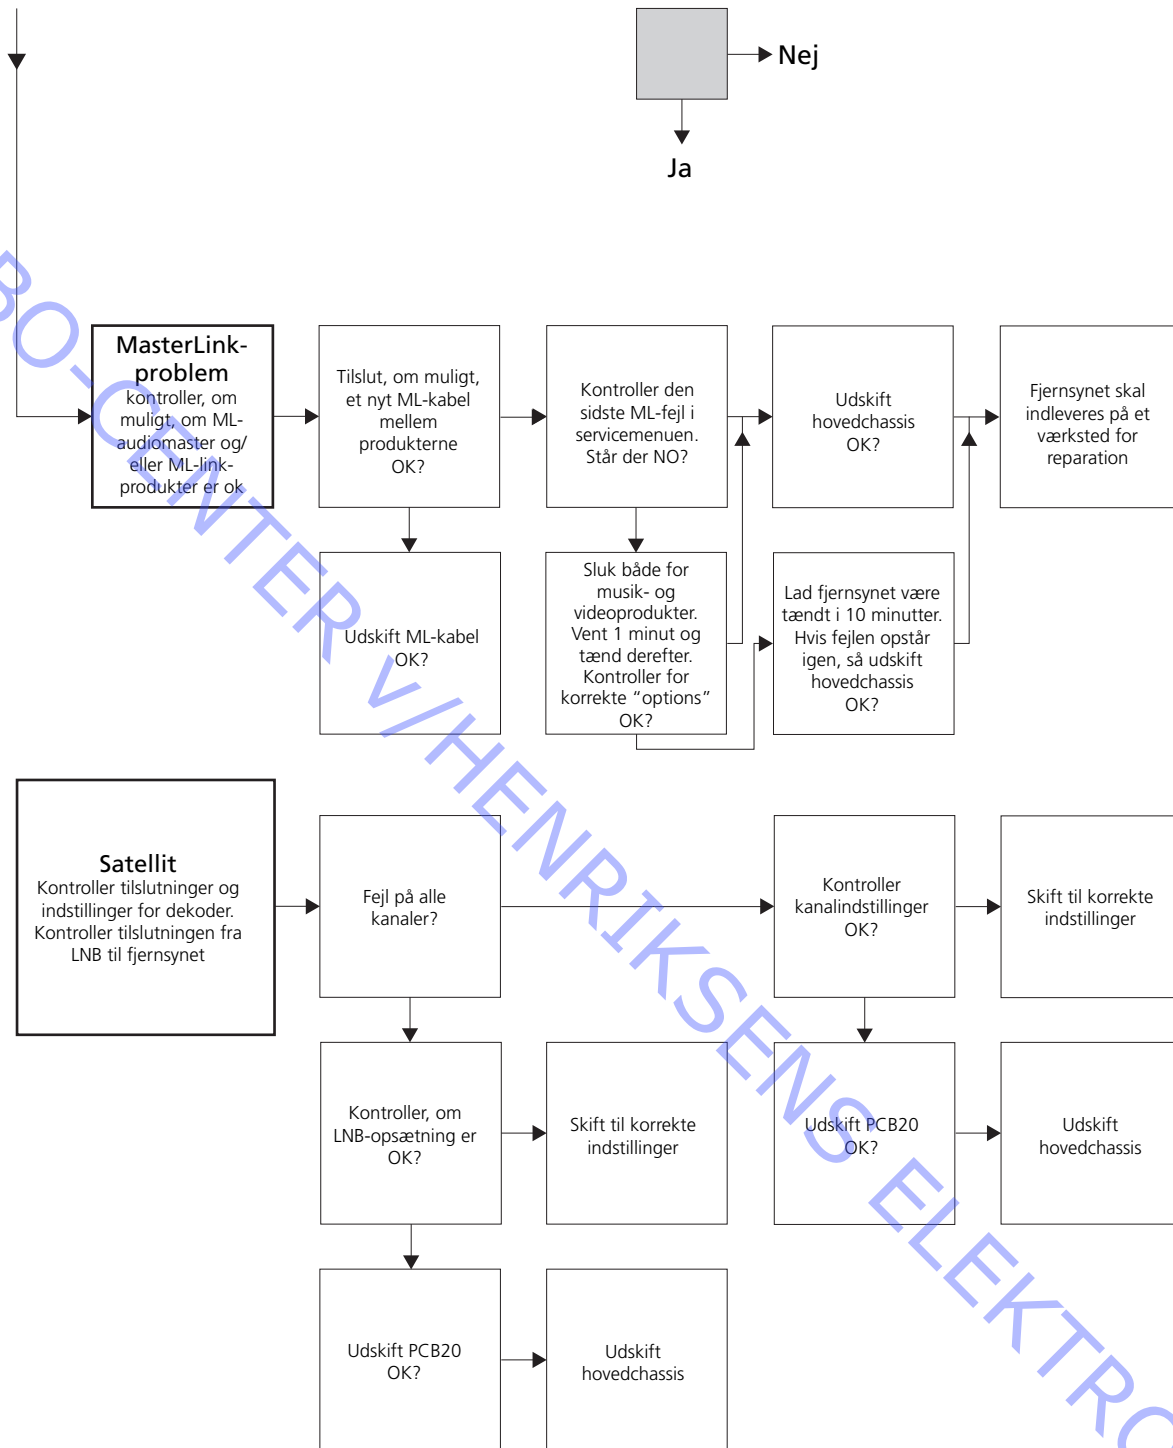 Nej
Ja
MasterLink-
problem
kontroller, om
muligt, om ML-
audiomaster og/
eller ML-link-
produkter er ok
Tilslut, om muligt,
et nyt ML-kabel
mellem
produkterne
OK?
Kontroller den
sidste ML-fejl i
servicemenuen.
Står der NO?
Udskift
hovedchassis
OK?
Fjernsynet skal
indleveres på et
værksted for
reparation
Udskift ML-kabel
OK?
Sluk både for
musik- og
videoprodukter.
Vent 1 minut og
tænd derefter.
Kontroller for
korrekte “options”
OK?
Lad fjernsynet være
tændt i 10 minutter.
Hvis fejlen opstår
igen, så udskift
hovedchassis
OK?
Satellit
Kontroller tilslutninger og
indstillinger for dekoder.
Kontroller tilslutningen fra
LNB til fjernsynet
Fejl på alle
kanaler?
Kontroller
kanalindstillinger
OK?
Skift til korrekte
indstillinger
Kontroller, om
LNB-opsætning er
OK?
Skift til korrekte
indstillinger
Udskift PCB20
OK?
Udskift
hovedchassis
Udskift PCB20
OK?
Udskift
hovedchassis
BO-CENTER v/HENRIKSENS ELEKTRO